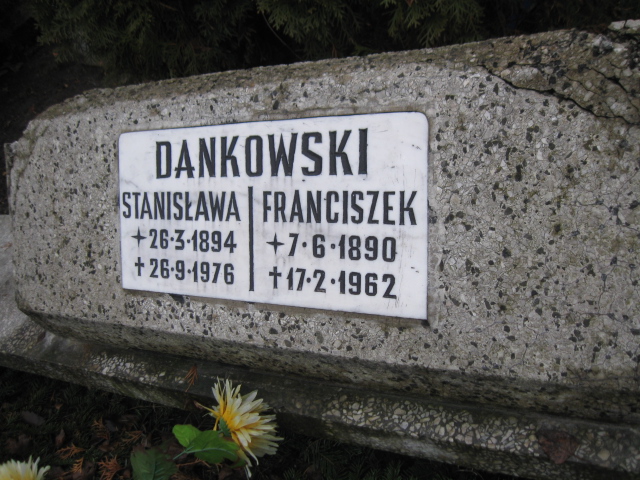 DANKOWSKI
STANISŁAWA
✦26·3·1894
✝26·9·1976
FRANCISZEK
✦7·6·1890
✝17·2·1962